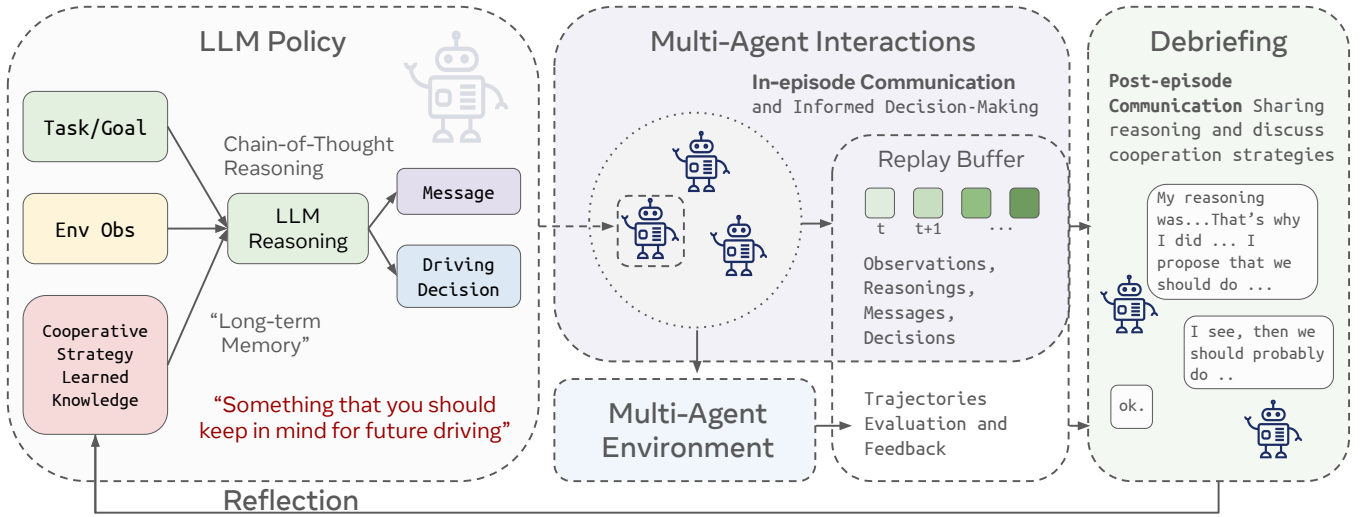 LLM Policy
Task/Goal
Env Obs
Cooperative
Strategy
Learned
Knowledge
Chain-of-Thought
Reasoning
LLM
Reasoning
Message
Driving
Decision
“Long-term
Memory”
“Something that you should
keep in mind for future driving”
Reflection
Multi-Agent Interactions
In-episode Communication
and Informed Decision-Making
Replay Buffer
t t+1 ...
Observations,
Reasonings,
Messages,
Decisions
Multi-Agent
Environment
Trajectories
Evaluation and
Feedback
Debriefing
Post-episode
Communication Sharing
reasoning and discuss
cooperation strategies
My reasoning
was...That’s why
I did ... I
propose that we
should do ...
I see, then we
should probably
do ..
ok.